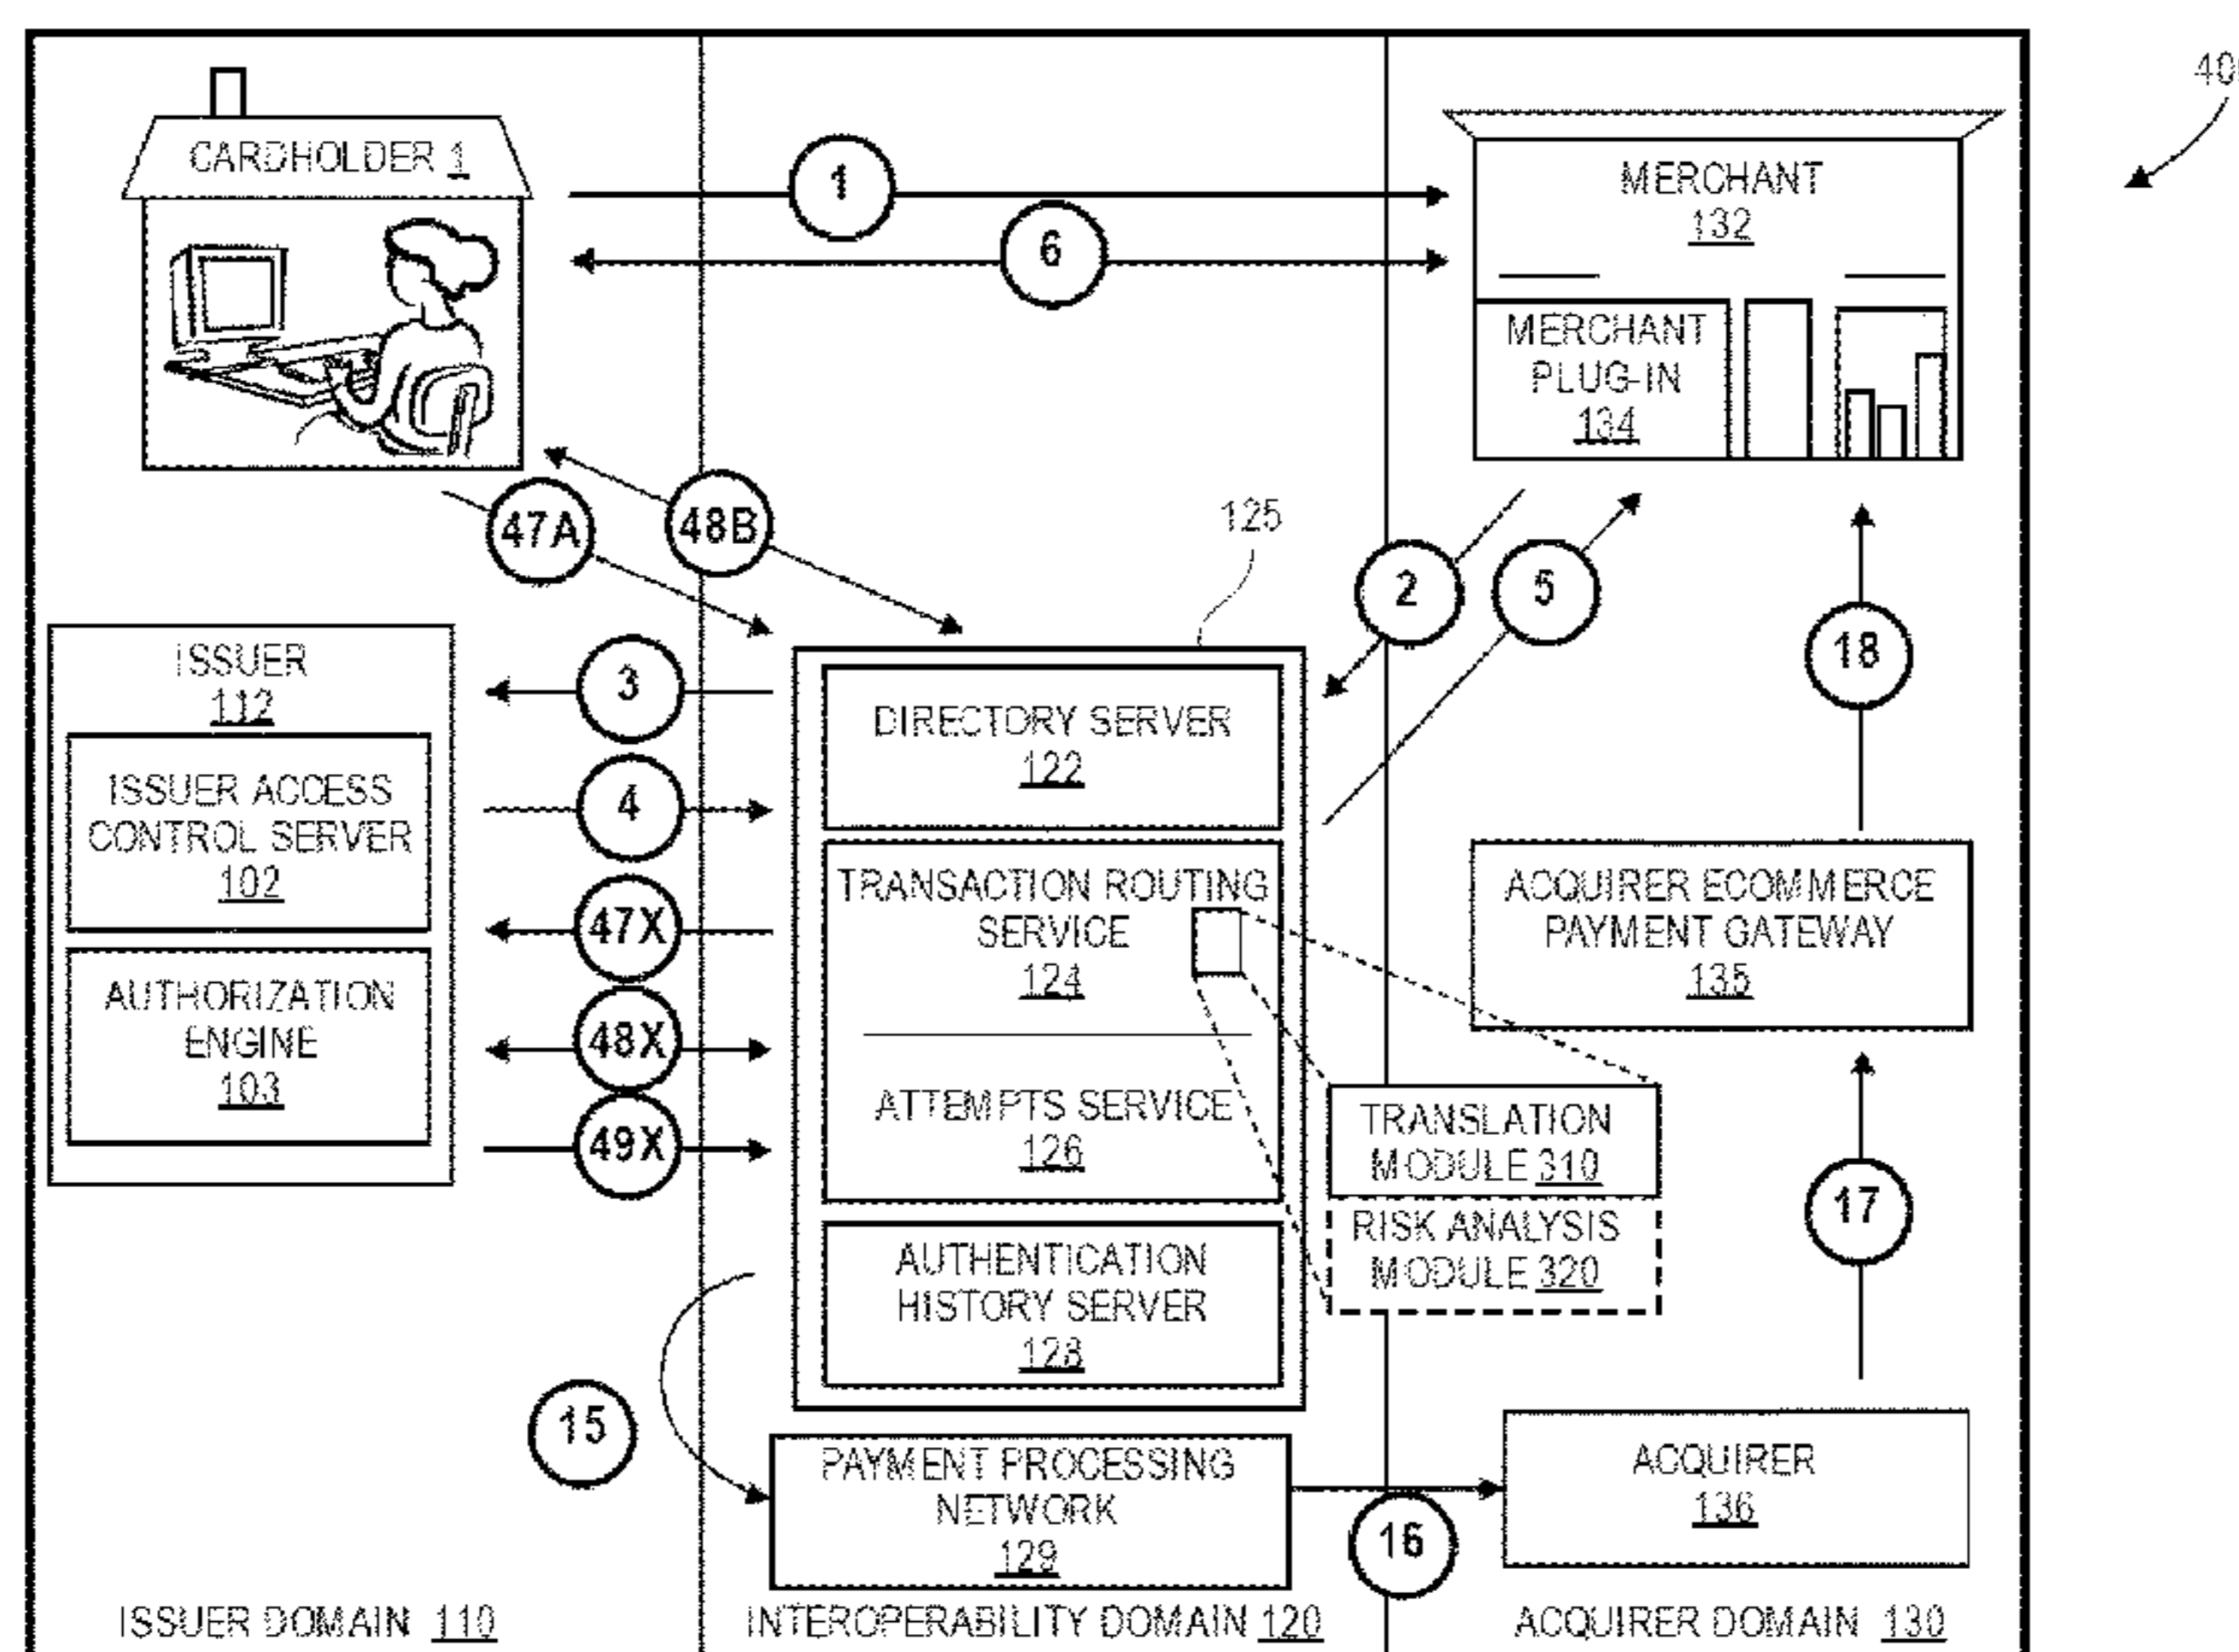 40
CARDHOLDER 1
1
6
MERCHANT
132
MERCHANT
PLUG-IN
134
47A
48B
125
2
5
18
ISSUER
112
ISSUER ACCESS
CONTROL SERVER
102
AUTHORIZATION
ENGINE
103
3
4
47X
48X
49X
DIRECTORY SERVER
122
TRANSACTION ROUTING
SERVICE
124
ATTEMPTS SERVICE
126
AUTHENTICATION
HISTORY SERVER
128
ACQUIRER ECOMMERCE
PAYMENT GATEWAY
135
TRANSLATION
MODULE 310
RISK ANALYSIS
MODULE 320
17
15
PAYMENT PROCESSING
NETWORK
129
16
ACQUIRER
136
ISSUER DOMAIN 110
INTEROPERABILITY DOMAIN 120
ACQUIRER DOMAIN 130